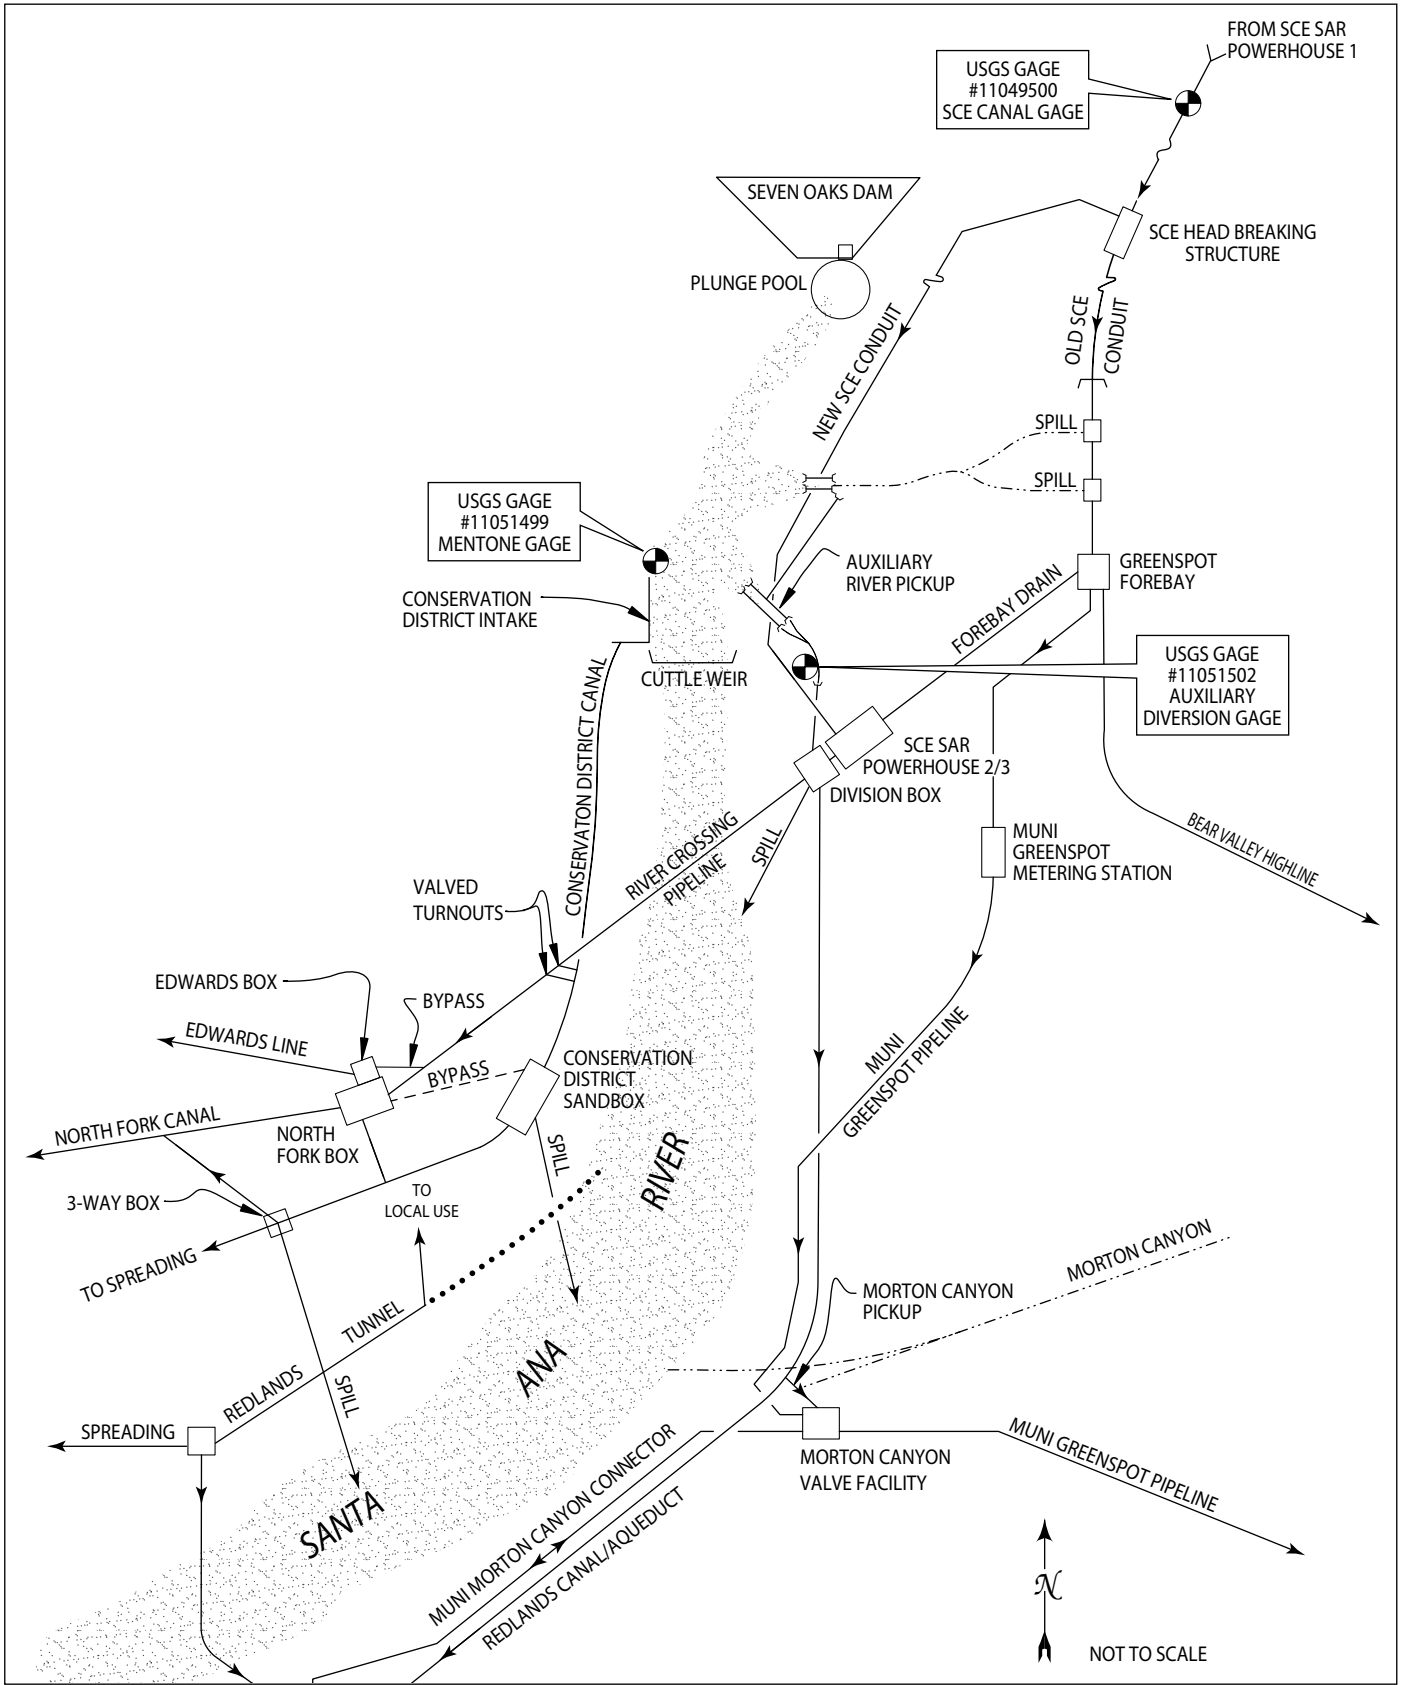 FROM SCE SAR
POWERHOUSE 1
USGS GAGE
#11049500
SCE CANAL GAGE
SEVEN OAKS DAM
SCE HEAD BREAKING
STRUCTURE
PLUNGE POOL
OLD SCE
CONDUIT
NEW SCE CONDUIT
SPILL
SPILL
USGS GAGE
#11051499
MENTONE GAGE
AUXILIARY
RIVER PICKUP
GREENSPOT
FOREBAY
FOREBAY DRAIN
CONSERVATION
DISTRICT INTAKE
USGS GAGE
#11051502
AUXILIARY
DIVERSION GAGE
CUTTLE WEIR
CONSERVATON DISTRICT CANAL
SCE SAR
POWERHOUSE 2/3
DIVISION BOX
RIVER CROSSING
PIPELINE
SPILL
MUNI
GREENSPOT
METERING STATION
BEAR VALLEY HIGHLINE
VALVED
TURNOUTS
EDWARDS BOX
BYPASS
EDWARDS LINE
BYPASS
CONSERVATION
DISTRICT
SANDBOX
MUNI
GREENSPOT PIPELINE
NORTH FORK CANAL
NORTH
FORK BOX
SPILL
RIVER
3-WAY BOX
TO
LOCAL USE
TO SPREADING
MORTON CANYON
MORTON CANYON
PICKUP
TUNNEL
ANA
REDLANDS
SPILL
SPREADING
MORTON CANYON
VALVE FACILITY
MUNI GREENSPOT PIPELINE
SANTA
MUNI MORTON CANYON CONNECTOR
REDLANDS CANAL/AQUEDUCT
N
NOT TO SCALE